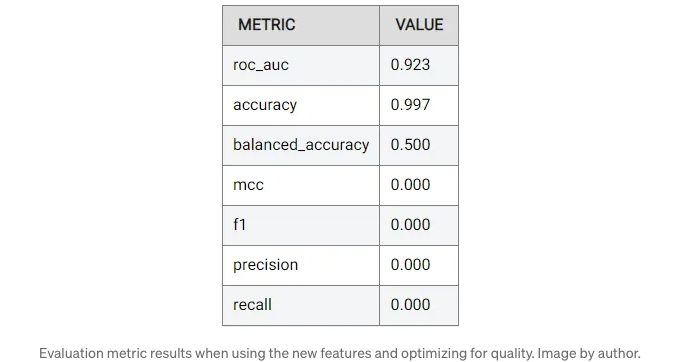 METRIC VALUE
roc_auc 0.923
accuracy 0.997
balanced_accuracy 0.500
mcc 0.000
f1 0.000
precision 0.000
recall 0.000
Evaluation metric results when using the new features and optimizing for quality. Image by author.